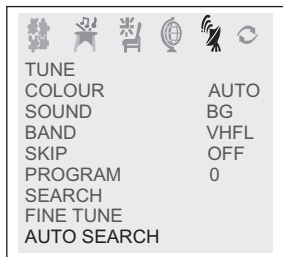 TUNE
COLOUR AUTO
SOUND BG
BAND VHFL
SKIP OFF
PROGRAM 0
SEARCH
FINE TUNE
AUTO SEARCH